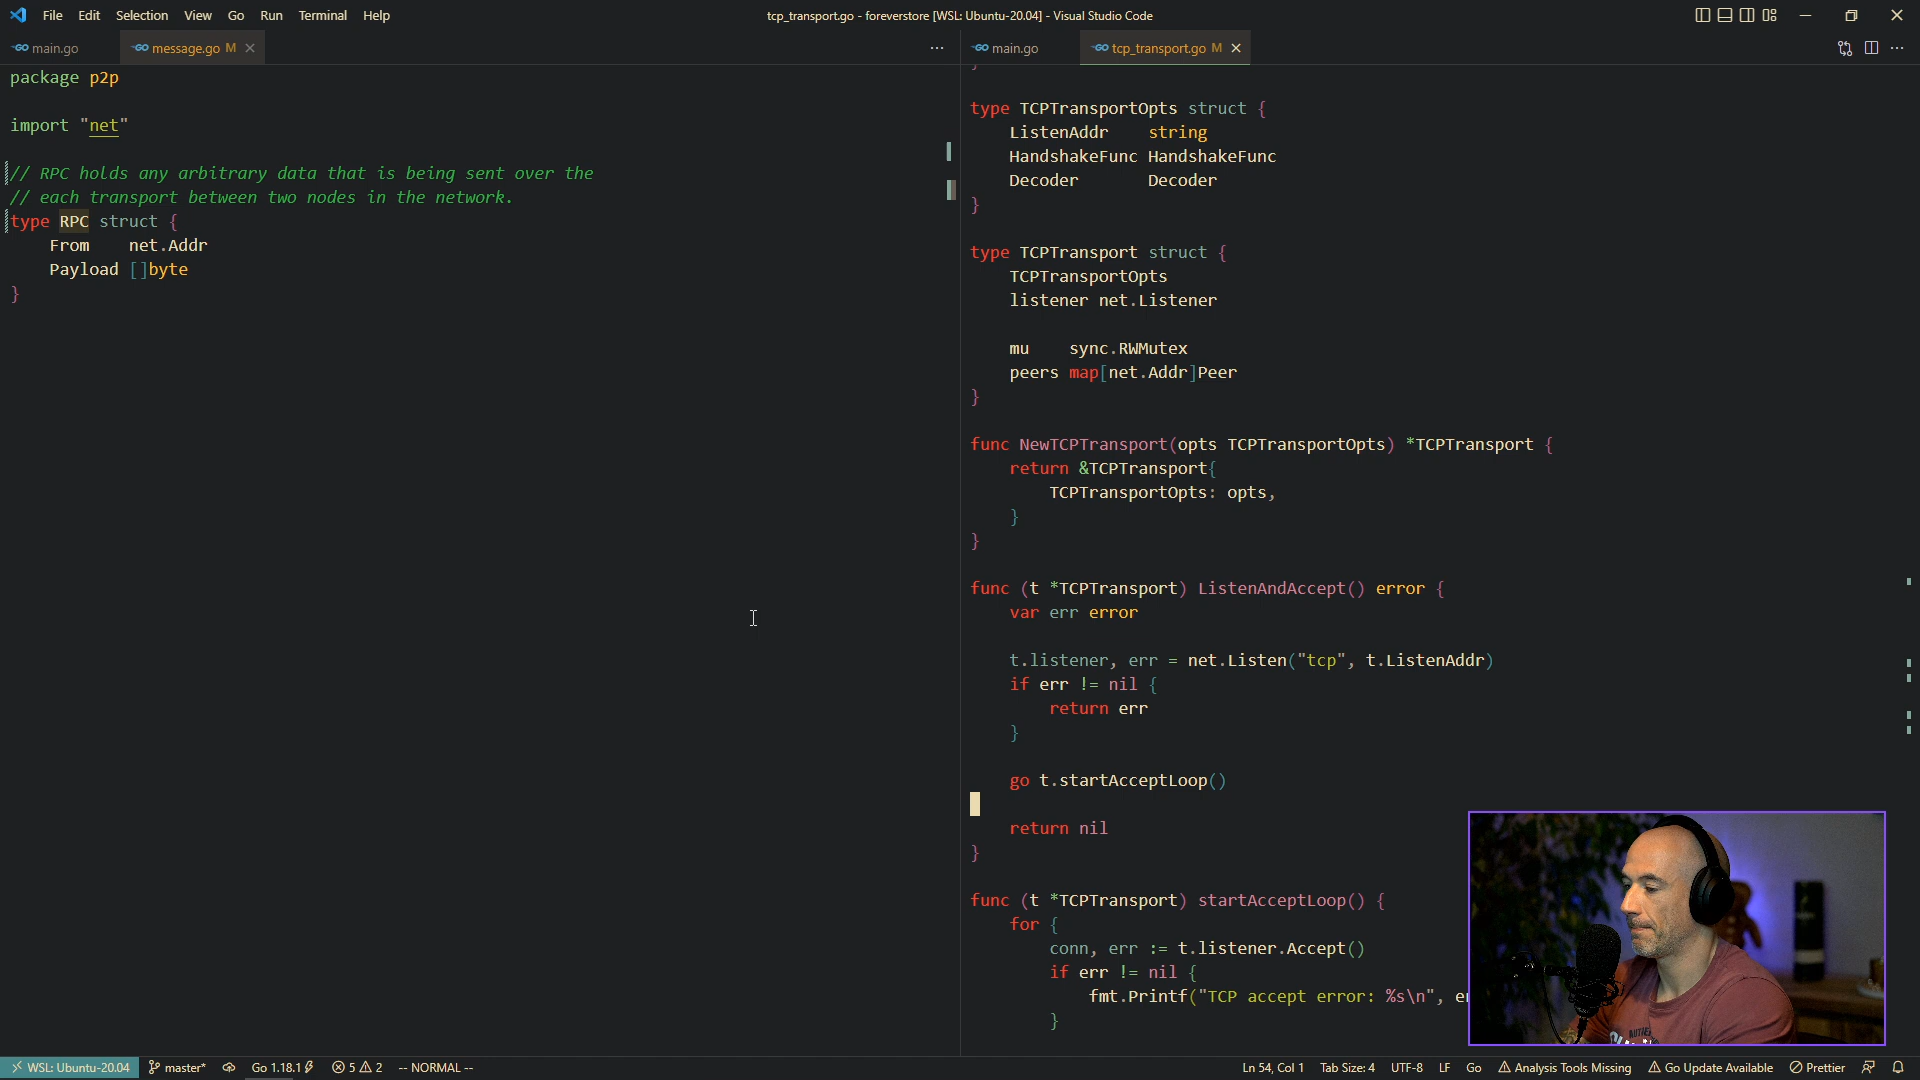 File Edit Selection View Go Run Terminal Help
tcp_transport.go - foreverstore [WSL: Ubuntu-20.04] - Visual Studio Code
main.go
message.go M
package p2p
import "net"
// RPC holds any arbitrary data that is being sent over the
// each transport between two nodes in the network.
type RPC struct {
From net.Addr
Payload []byte
}
main.go
tcp_transport.go M
}
type TCPTransportOpts struct {
ListenAddr string
HandshakeFunc HandshakeFunc
Decoder Decoder
}
type TCPTransport struct {
TCPTransportOpts
listener net.Listener
mu sync.RWMutex
peers map[net.Addr]Peer
}
func NewTCPTransport(opts TCPTransportOpts) *TCPTransport {
return &TCPTransport{
TCPTransportOpts: opts,
}
}
func (t *TCPTransport) ListenAndAccept() error {
var err error
t.listener, err = net.Listen("tcp", t.ListenAddr)
if err != nil {
return err
}
go t.startAcceptLoop()
return nil
}
func (t *TCPTransport) startAcceptLoop() {
for {
conn, err := t.listener.Accept()
if err != nil {
fmt.Printf("TCP accept error: %s\n",
}
WSL: Ubuntu-20.04 master* Go 1.18.1 5 2 -- NORMAL --
Ln 54, Col 1 Tab Size: 4 UTF-8 LF Go Analysis Tools Missing Go Update Available Prettier